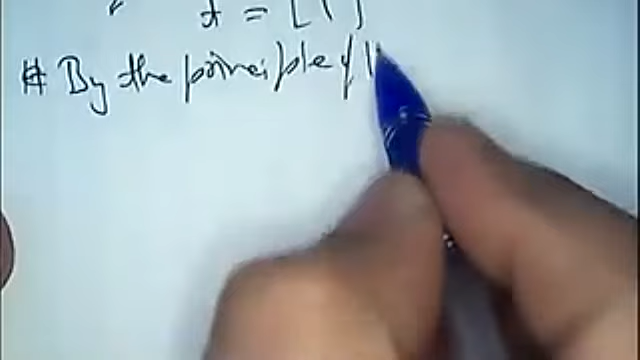 t = [T]
# By the principle of